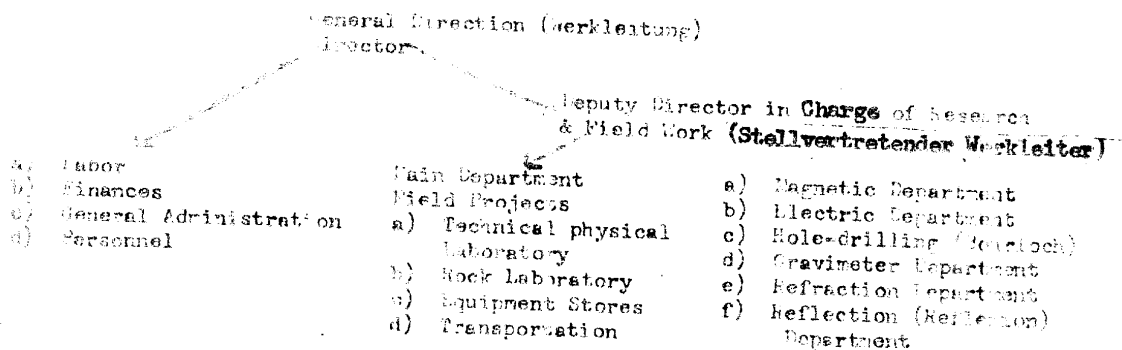 General Direction (Werkleitung)
Director
Deputy Director in Charge of Research
& Field Work (Stellvertretender Werkleiter)
a) Labor
b) Finances
c) General Administration
d) Personnel
Main Department
Field Projects
a) Technical physical
Laboratory
b) Rock Laboratory
c) Equipment Stores
d) Transportation
a) Magnetic Department
b) Electric Department
c) Hole-drilling (Bohrloch)
d) Gravimeter Department
e) Refraction Department
f) Reflection (Reflexion)
Department